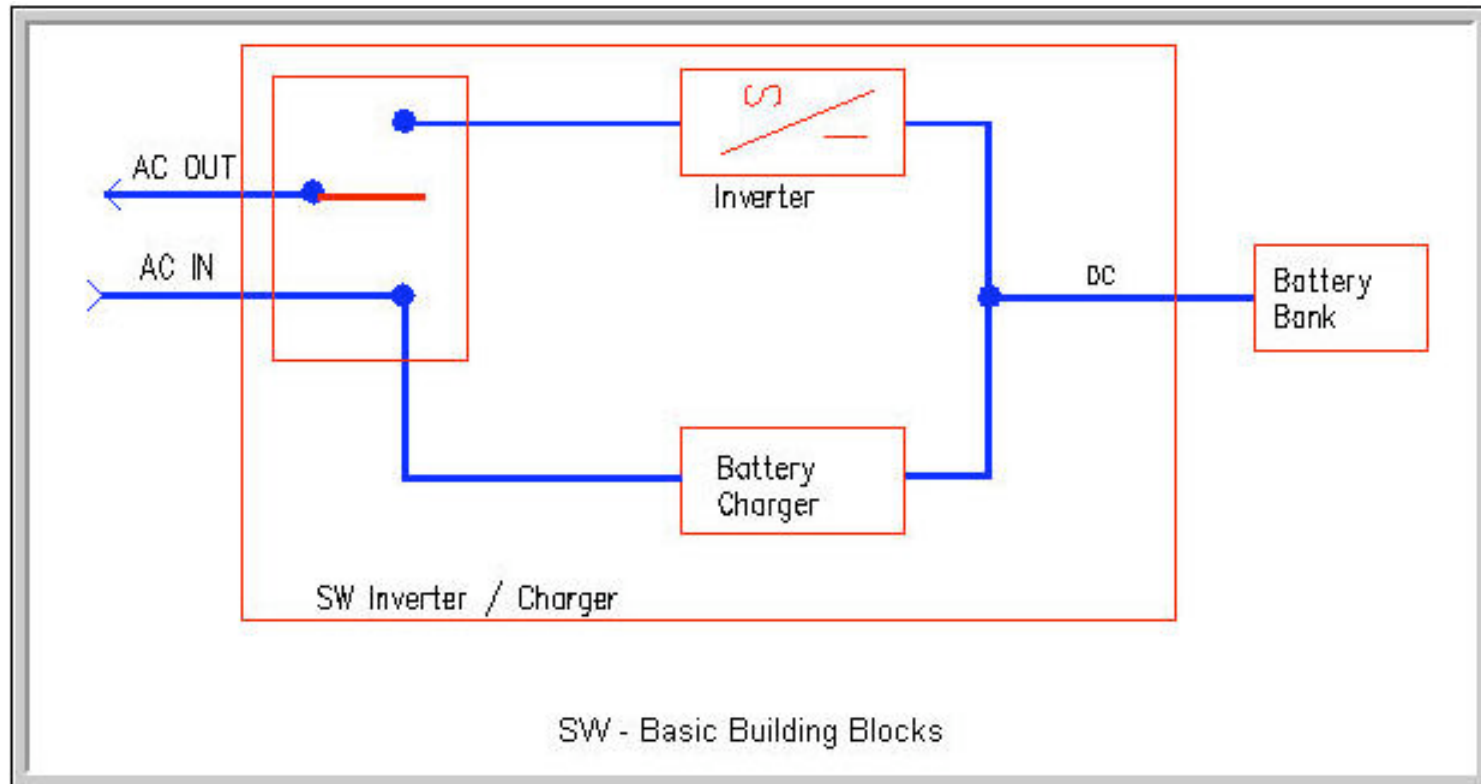 AC OUT
AC IN
Inverter
DC
Battery
Bank
Battery
Charger
SW Inverter / Charger
SW - Basic Building Blocks